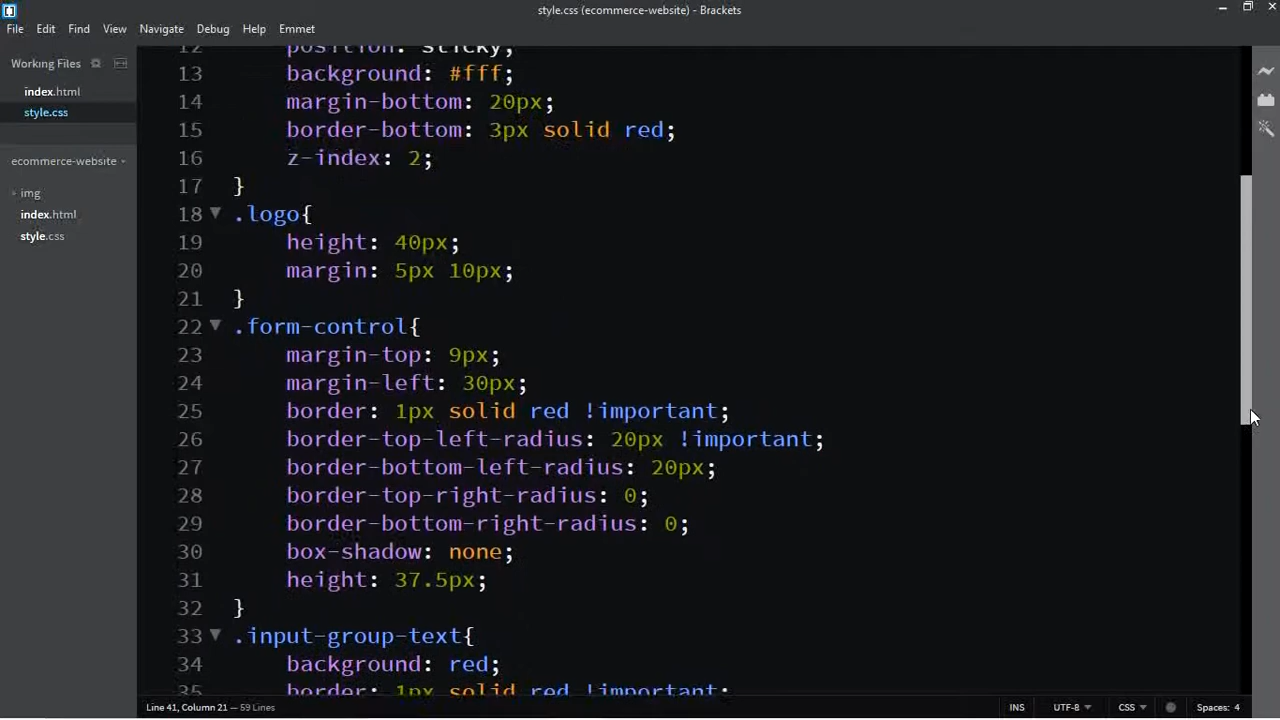 style.css (ecommerce-website) - Brackets
File Edit Find View Navigate Debug Help Emmet
Working Files
index.html
style.css
ecommerce-website
img
index.html
style.css
12 position: sticky;
13 background: #fff;
14 margin-bottom: 20px;
15 border-bottom: 3px solid red;
16 z-index: 2;
17 }
18 .logo{
19 height: 40px;
20 margin: 5px 10px;
21 }
22 .form-control{
23 margin-top: 9px;
24 margin-left: 30px;
25 border: 1px solid red !important;
26 border-top-left-radius: 20px !important;
27 border-bottom-left-radius: 20px;
28 border-top-right-radius: 0;
29 border-bottom-right-radius: 0;
30 box-shadow: none;
31 height: 37.5px;
32 }
33 .input-group-text{
34 background: red;
35 border: 1px solid red !important;
Line 41, Column 21 — 59 Lines
INS UTF-8 CSS Spaces: 4